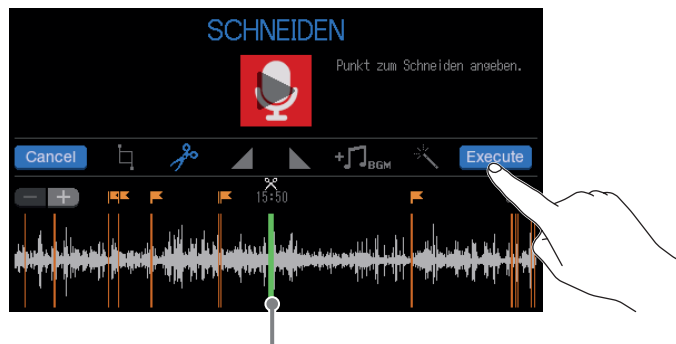 SCHNEIDEN
Punkt zum Schneiden angeben.
Cancel
+BGM
Execute
15:50